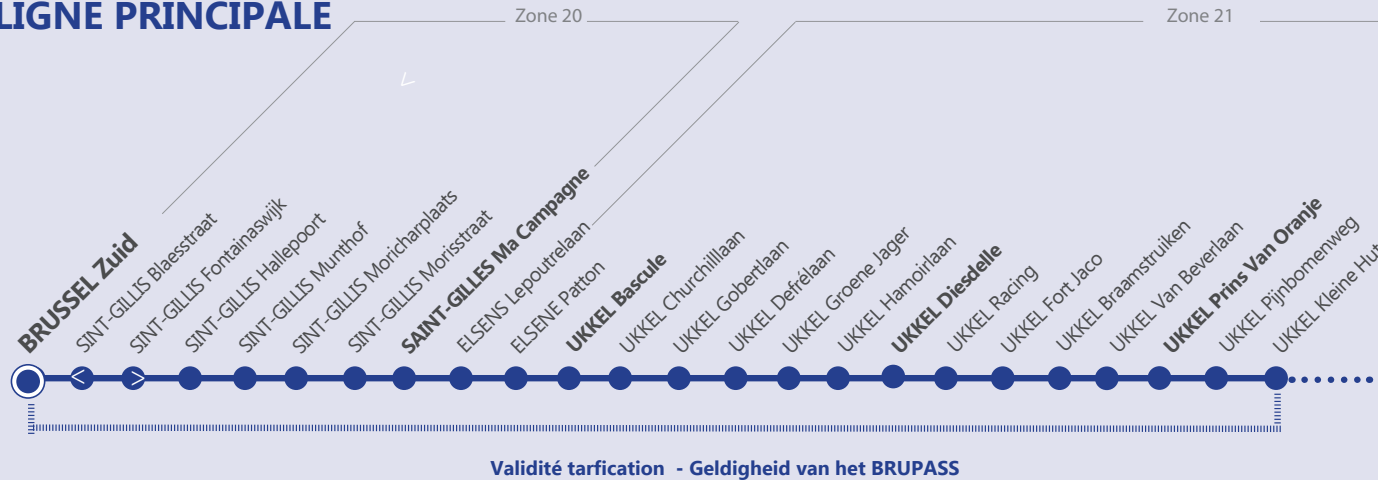 LIGNE PRINCIPALE
Zone 20
Zone 21
BRUSSEL Zuid
SINT-GILLIS Blaesstraat
SINT-GILLIS Fontainaswijk
SINT-GILLIS Hallepoort
SINT-GILLIS Munthof
SINT-GILLIS Moricharplaats
SINT-GILLIS Morisstraat
SAINT-GILLES Ma Campagne
ELSENS Lepoutrelaan
ELSENE Patton
UKKEL Bascule
UKKEL Churchilllaan
UKKEL Gobertlaan
UKKEL Defrélaan
UKKEL Groene Jager
UKKEL Hamoirlaan
UKKEL Diesdelle
UKKEL Racing
UKKEL Fort Jaco
UKKEL Braamstruiken
UKKEL Van Beverlaan
UKKEL Prins Van Oranje
UKKEL Pijnbomenweg
UKKEL Kleine Hut
Validité tarfication - Geldigheid van het BRUPASS